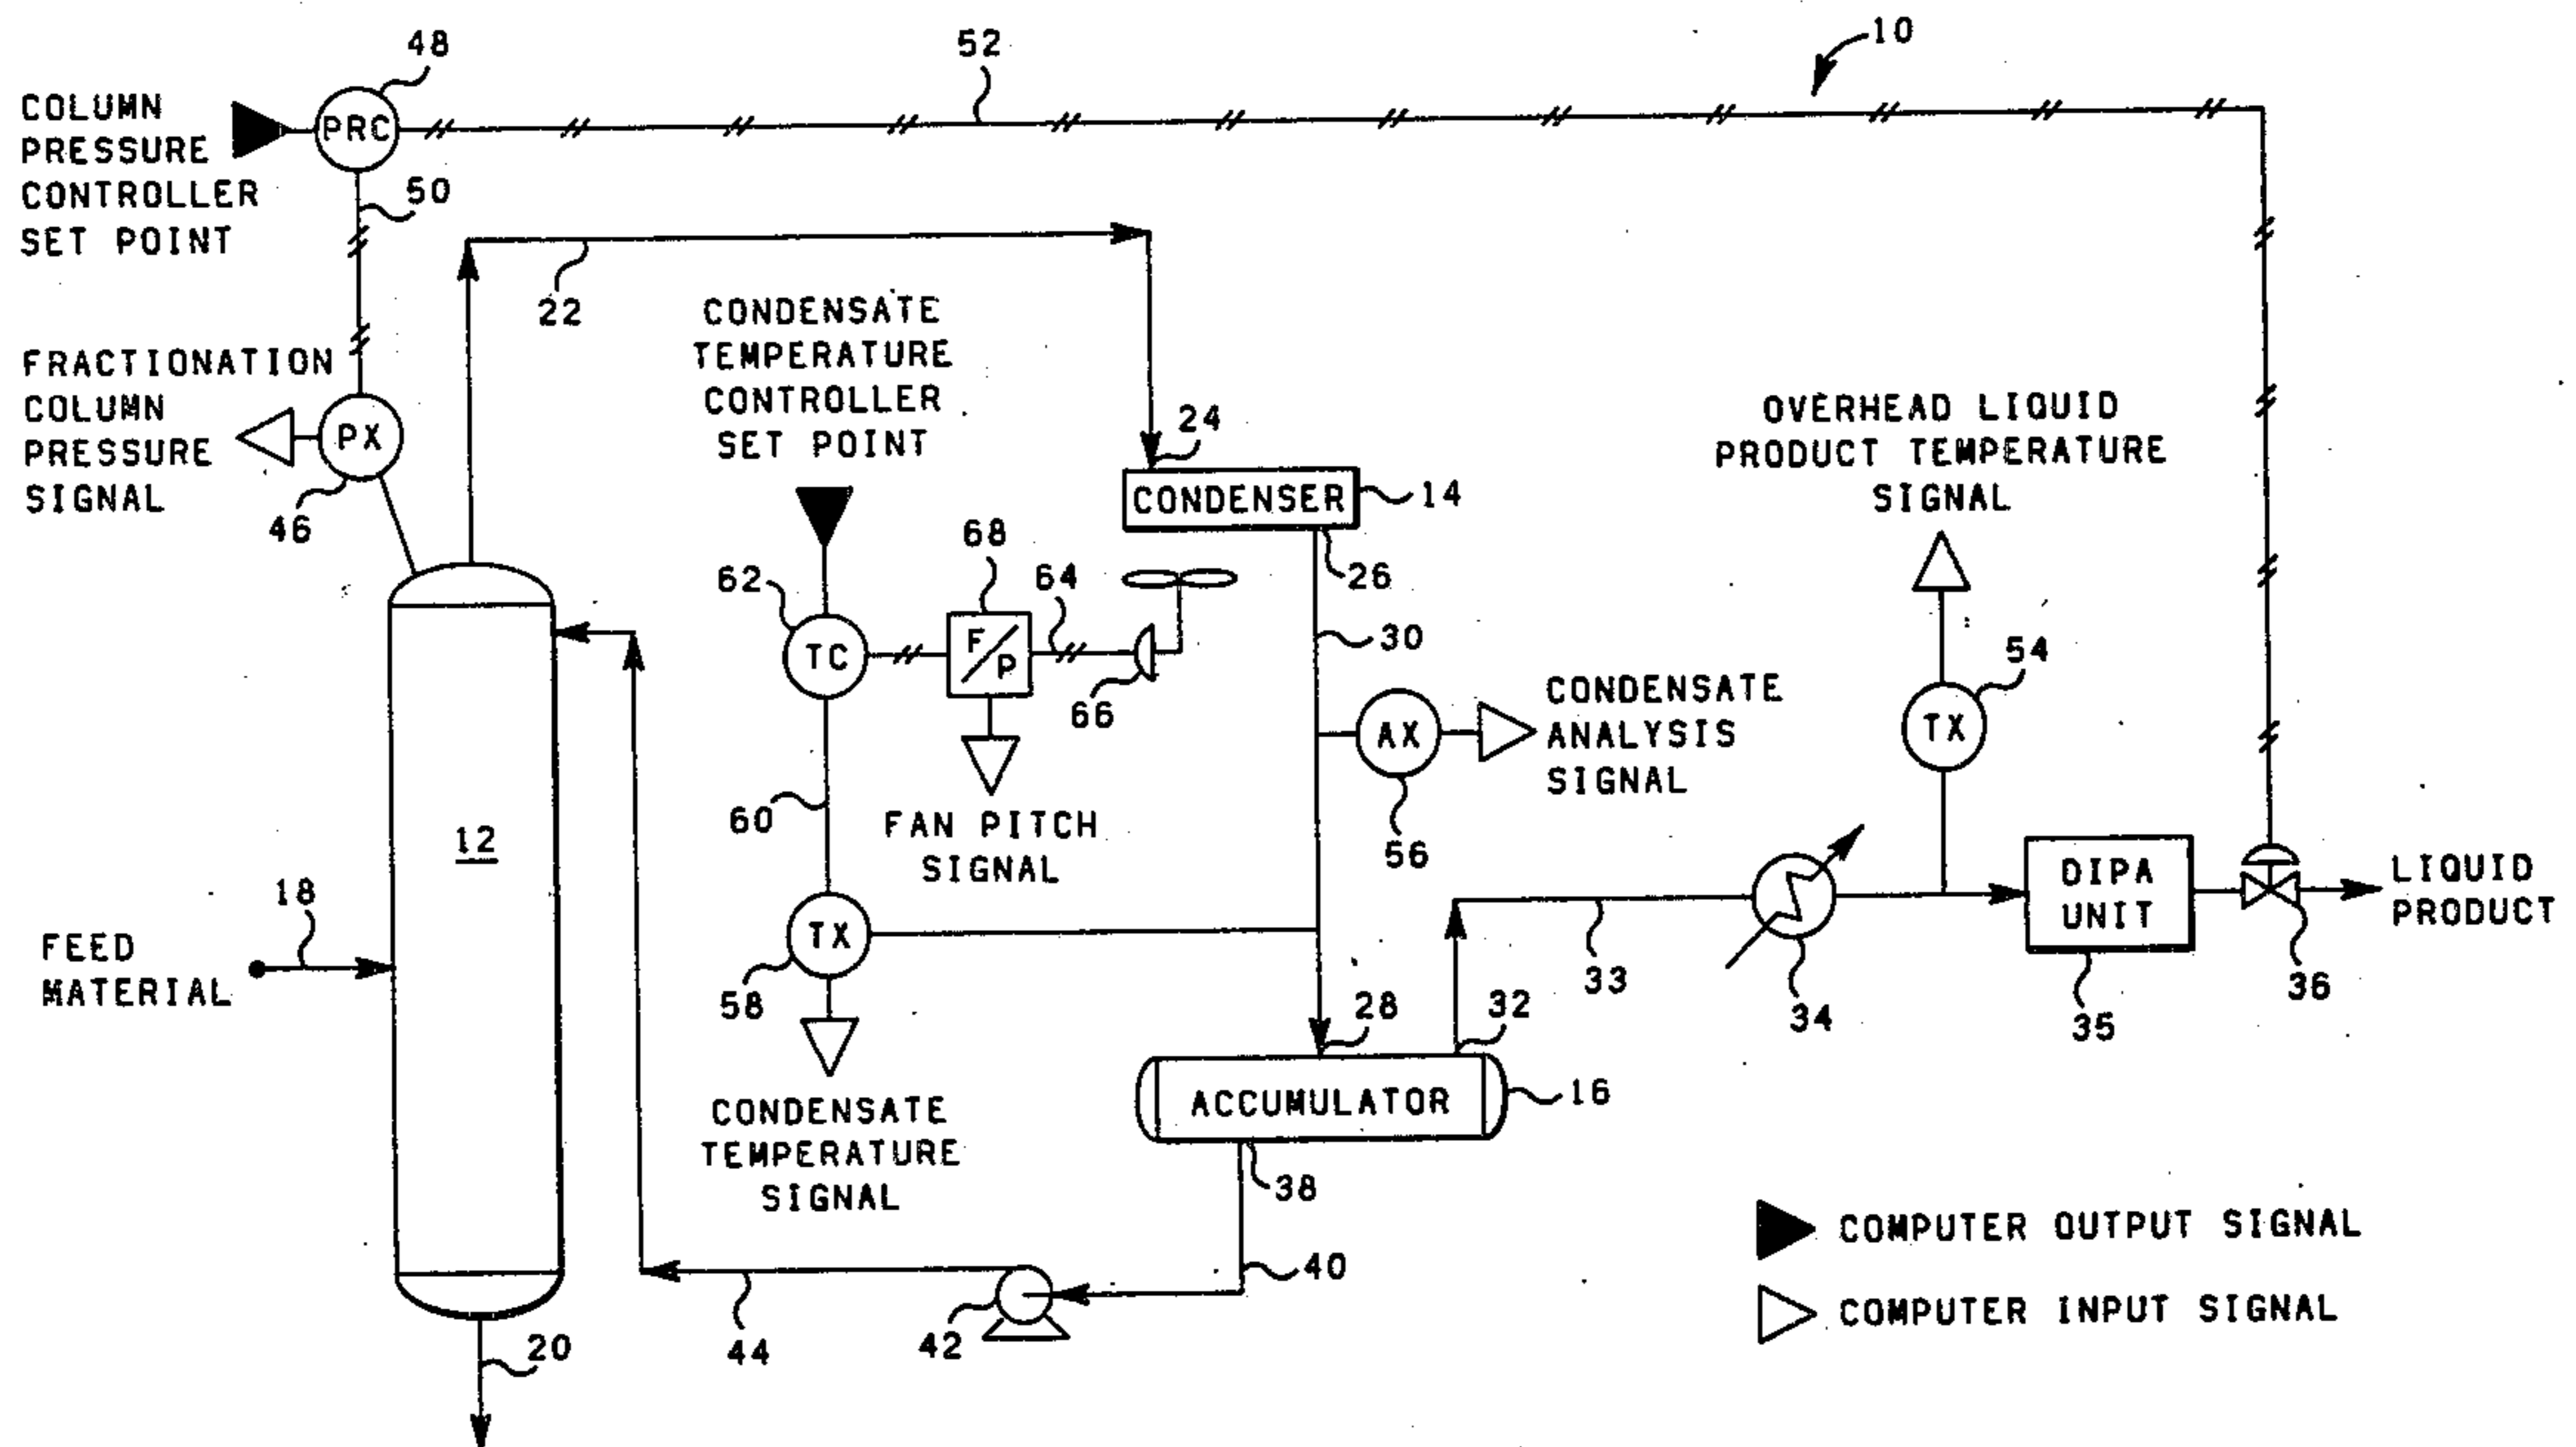 10
48
52
COLUMN
PRESSURE
CONTROLLER
SET POINT
PRC
50
22
FRACTIONATION
COLUMN
PRESSURE
SIGNAL
PX
46
CONDENSATE
TEMPERATURE
CONTROLLER
SET POINT
24
CONDENSER
14
26
OVERHEAD LIQUID
PRODUCT TEMPERATURE
SIGNAL
62
68
64
TC
F/P
66
30
54
TX
AX
56
CONDENSATE
ANALYSIS
SIGNAL
60
FAN PITCH
SIGNAL
12
18
FEED
MATERIAL
TX
58
CONDENSATE
TEMPERATURE
SIGNAL
28
32
33
34
DIPA
UNIT
35
36
LIQUID
PRODUCT
ACCUMULATOR
16
38
40
42
44
20
COMPUTER OUTPUT SIGNAL
COMPUTER INPUT SIGNAL